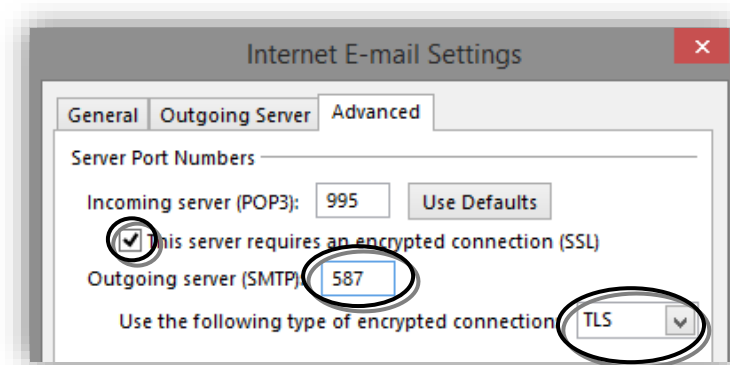 Internet E-mail Settings
General Outgoing Server Advanced
Server Port Numbers
Incoming server (POP3): 995 Use Defaults
This server requires an encrypted connection (SSL)
Outgoing server (SMTP): 587
Use the following type of encrypted connection: TLS